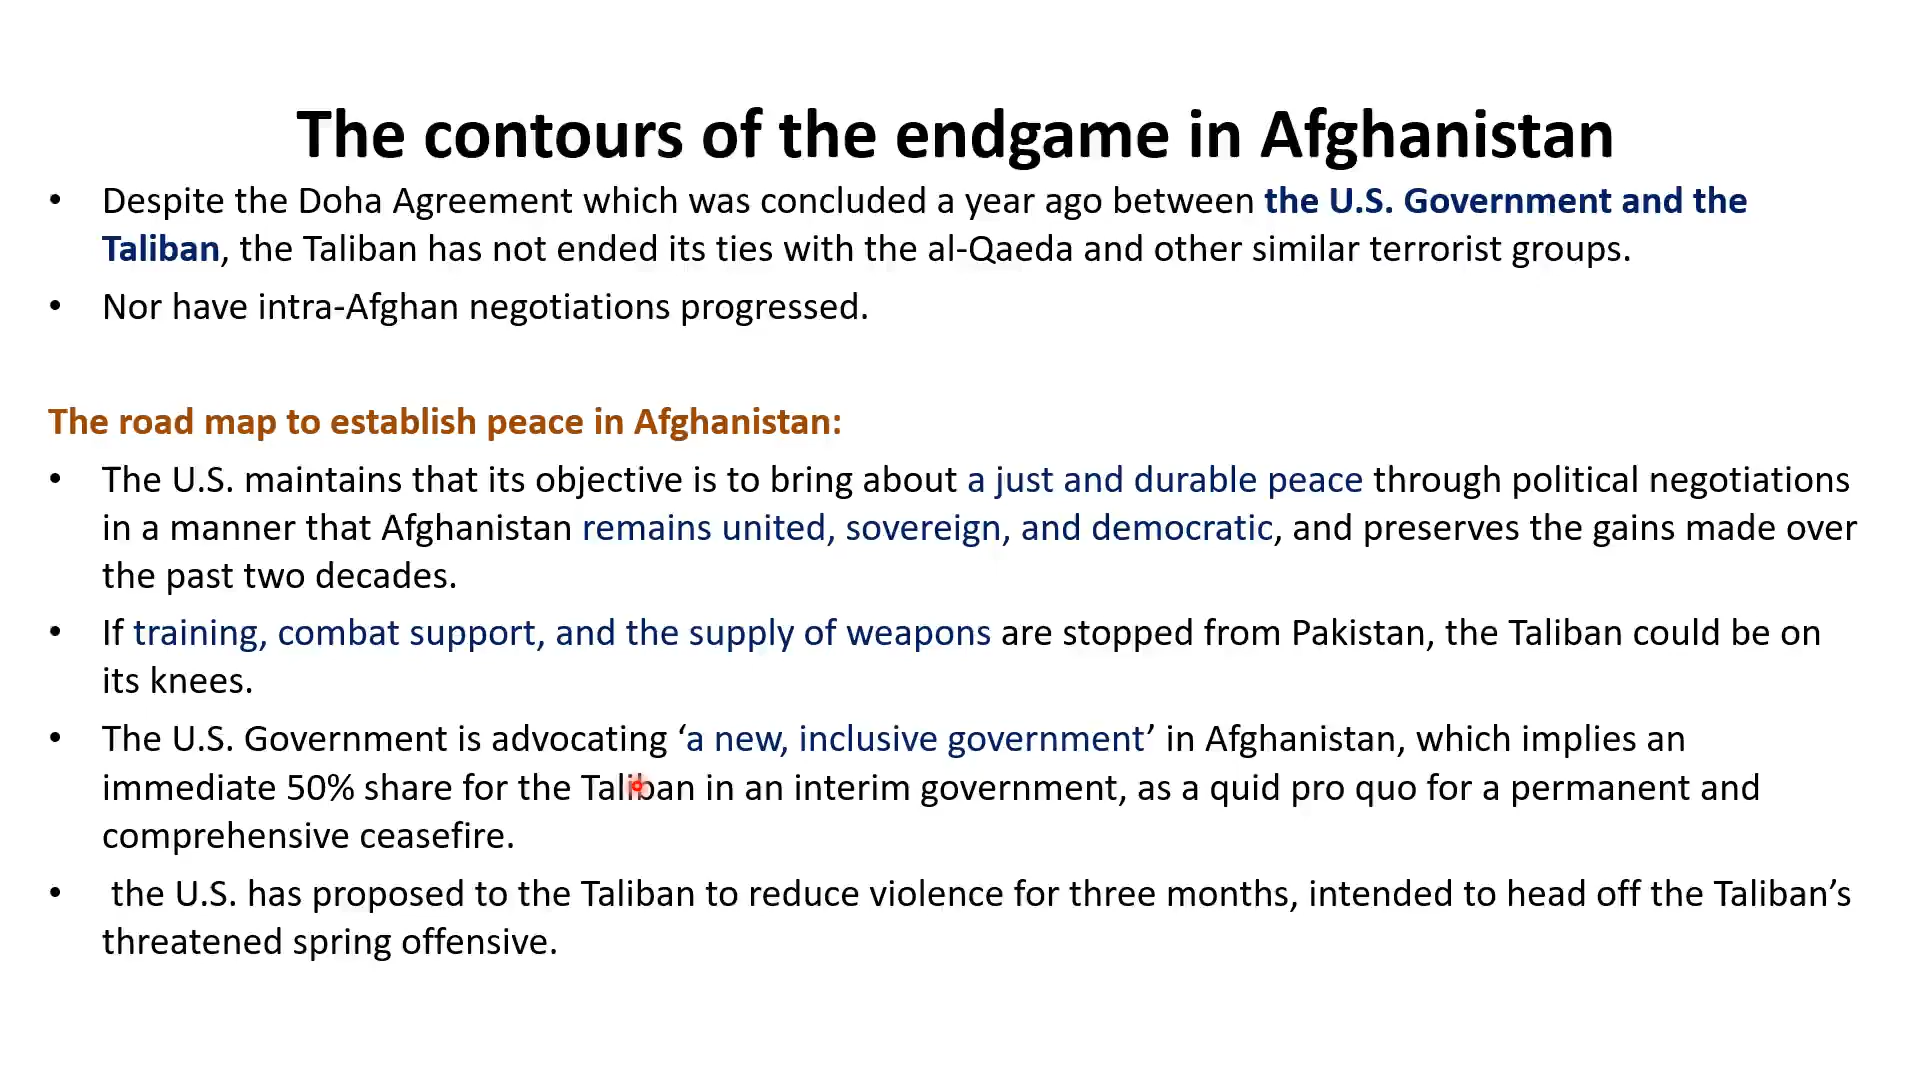 The contours of the endgame in Afghanistan
• Despite the Doha Agreement which was concluded a year ago between the U.S. Government and the
Taliban, the Taliban has not ended its ties with the al-Qaeda and other similar terrorist groups.
• Nor have intra-Afghan negotiations progressed.
The road map to establish peace in Afghanistan:
• The U.S. maintains that its objective is to bring about a just and durable peace through political negotiations
in a manner that Afghanistan remains united, sovereign, and democratic, and preserves the gains made over
the past two decades.
• If training, combat support, and the supply of weapons are stopped from Pakistan, the Taliban could be on
its knees.
• The U.S. Government is advocating ‘a new, inclusive government’ in Afghanistan, which implies an
immediate 50% share for the Taliban in an interim government, as a quid pro quo for a permanent and
comprehensive ceasefire.
• the U.S. has proposed to the Taliban to reduce violence for three months, intended to head off the Taliban’s
threatened spring offensive.